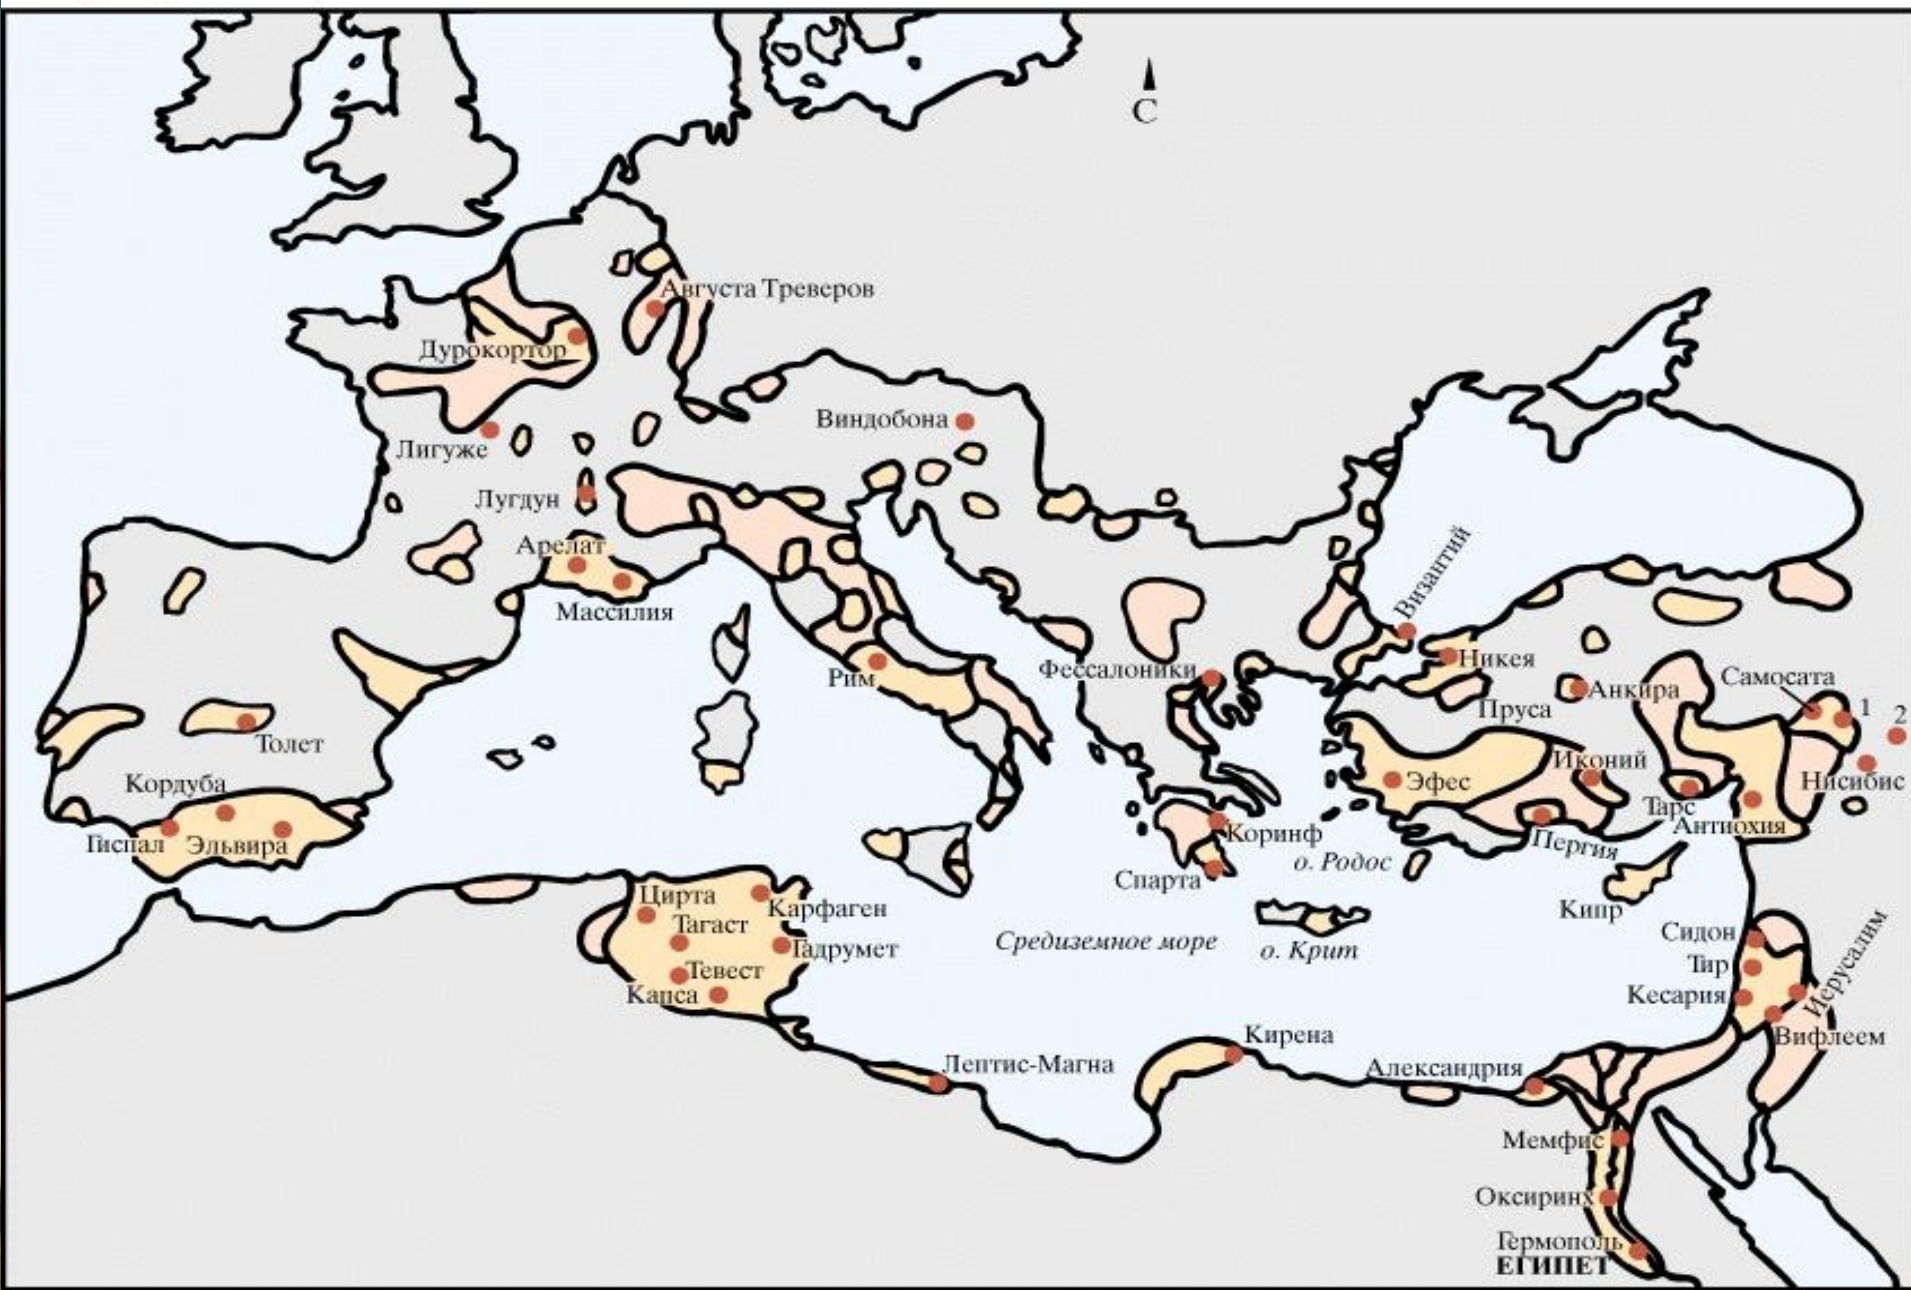 С
Августа Треверов
Дурокортор
Виндобона
Лигуже
Лугдун
Арелат
Массилия
Византий
Фессалоники
Рим
Никея
Анкира
Самосата
1
2
Пруса
Толет
Кордуба
Гиспал
Эльвира
Эфес
Иконий
Нисибис
Тарс
Антиохия
Коринф
Пергия
о. Родос
Спарта
Кипр
Цирта
Карфаген
Тагаст
Гадрумет
Тевест
Капса
Средиземное море
о. Крит
Сидон
Тир
Кесария
Иерусалим
Вифлеем
Кирена
Лептис-Магна
Александрия
Мемфис
Оксиринх
Гермополь
ЕГИПЕТ